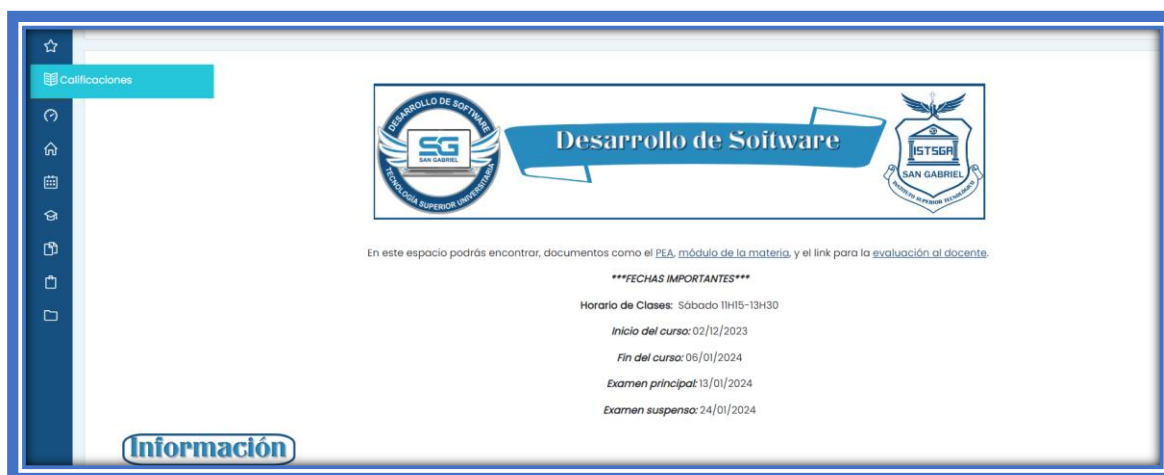 Calificaciones
DESARROLLO DE SOFTWARE
SG
SAN GABRIEL
TECNOLOGÍA SUPERIOR UNIVERSITARIA
Desarrollo de Software
ISTSGA
SAN GABRIEL
INSTITUTO SUPERIOR TECNOLÓGICO
En este espacio podrás encontrar, documentos como el PEA, módulo de la materia, y el link para la evaluación al docente.
***FECHAS IMPORTANTES***
Horario de Clases: Sábado 11H15-13H30
Inicio del curso: 02/12/2023
Fin del curso: 06/01/2024
Examen principal: 13/01/2024
Examen suspenso: 24/01/2024
Información